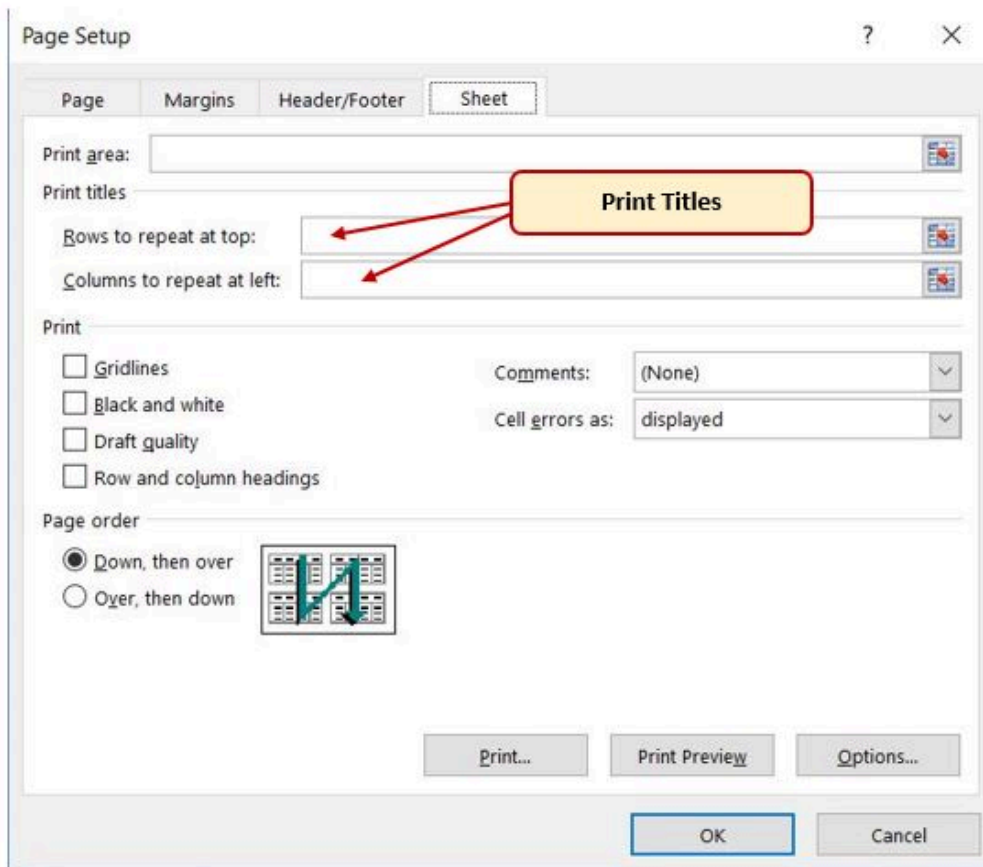 Page Setup ? ×
Page Margins Header/Footer Sheet
Print area:
Print titles
Print Titles
Rows to repeat at top:
Columns to repeat at left:
Print
Gridlines
Comments: (None)
Black and white
Cell errors as: displayed
Draft quality
Row and column headings
Page order
Down, then over
Over, then down
Print... Print Preview Options...
OK Cancel